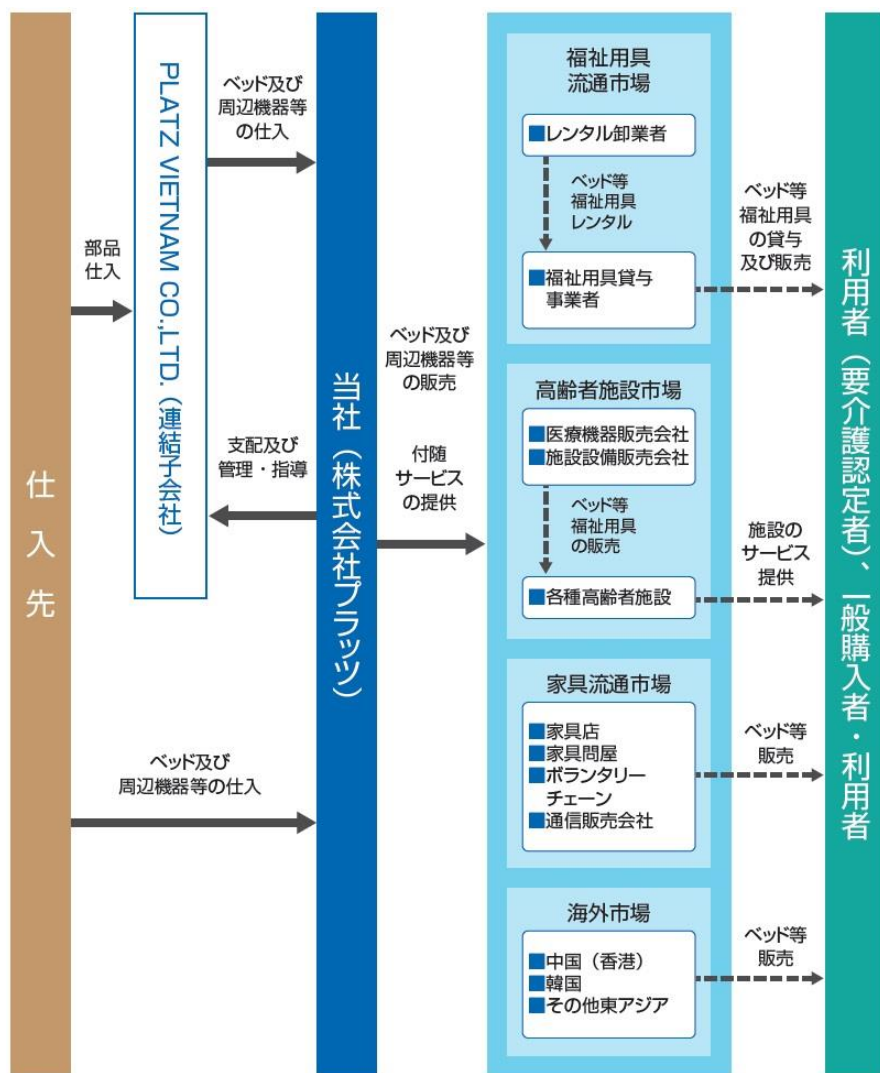 仕入先
部品
仕入
PLATZ VIETNAM CO.,LTD.（連結子会社）
ベッド及び
周辺機器等
の仕入
支配及び
管理・指導
ベッド及び
周辺機器等の仕入
当社（株式会社プラッツ）
ベッド及び
周辺機器等
の販売
付随
サービス
の提供
福祉用具
流通市場
■レンタル卸業者
ベッド等
福祉用具
レンタル
■福祉用具貸与
事業者
ベッド等
福祉用具
の貸与
及び販売
高齢者施設市場
■医療機器販売会社
■施設設備販売会社
ベッド等
福祉用具
の販売
■各種高齢者施設
施設の
サービス
提供
家具流通市場
■家具店
■家具問屋
■ボランタリー
チェーン
■通信販売会社
ベッド等
販売
海外市場
■中国（香港）
■韓国
■その他東アジア
ベッド等
販売
利用者（要介護認定者）、一般購入者・利用者